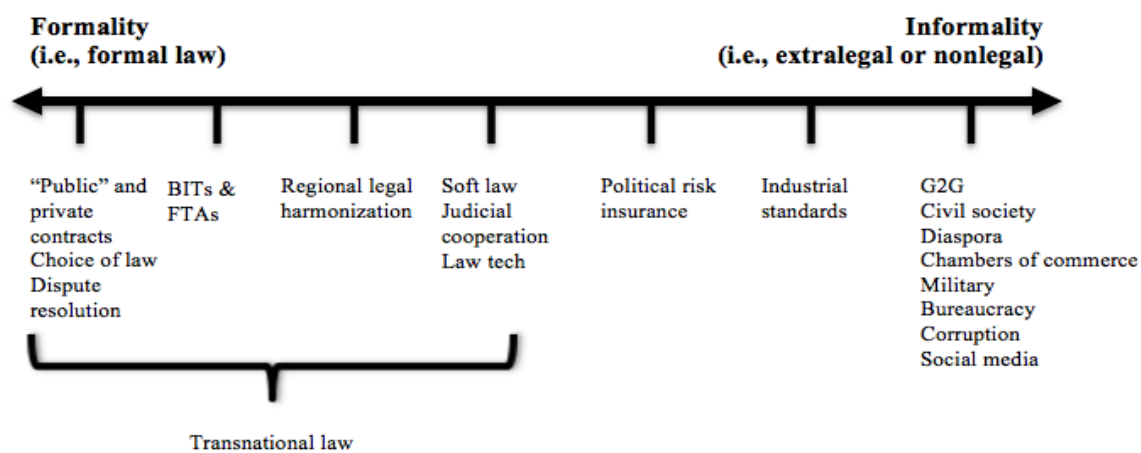 Formality
(i.e., formal law)
Informality
(i.e., extralegal or nonlegal)
“Public” and
private
contracts
Choice of law
Dispute
resolution
BITs &
FTAs
Regional legal
harmonization
Soft law
Judicial
cooperation
Law tech
Political risk
insurance
Industrial
standards
G2G
Civil society
Diaspora
Chambers of commerce
Military
Bureaucracy
Corruption
Social media
Transnational law